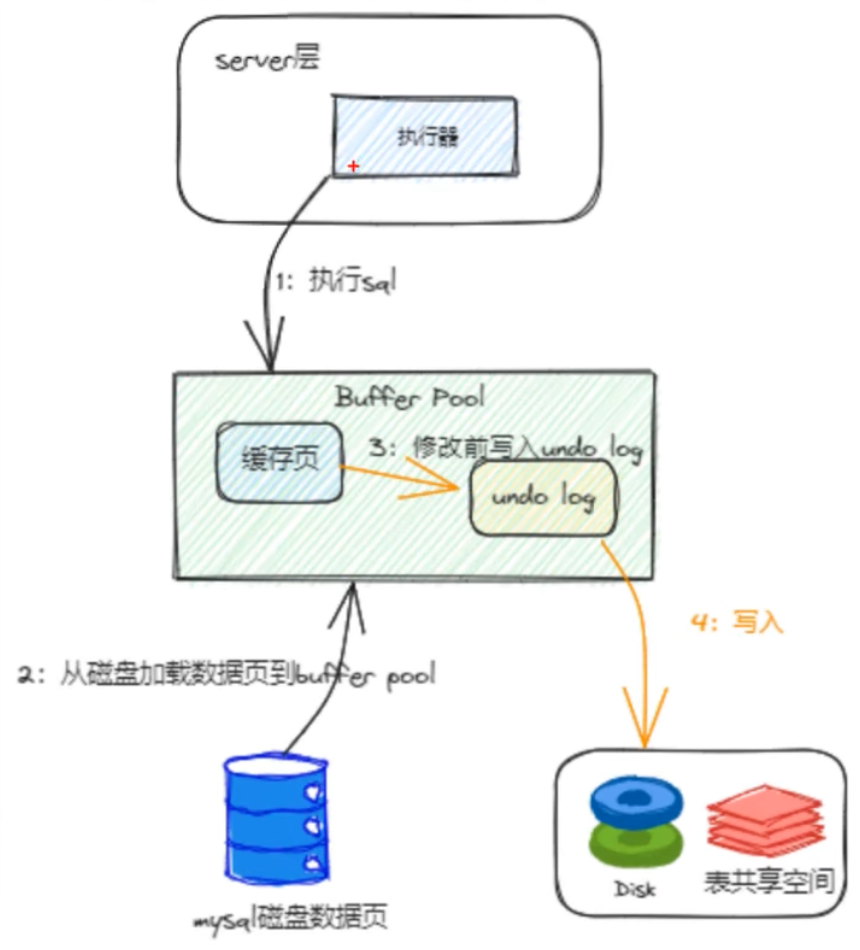 server层
执行器
1：执行sql
Buffer Pool
缓存页
3：修改前写入undo log
undo log
4：写入
2：从磁盘加载数据页到buffer pool
Disk
表共享空间
mysql磁盘数据页